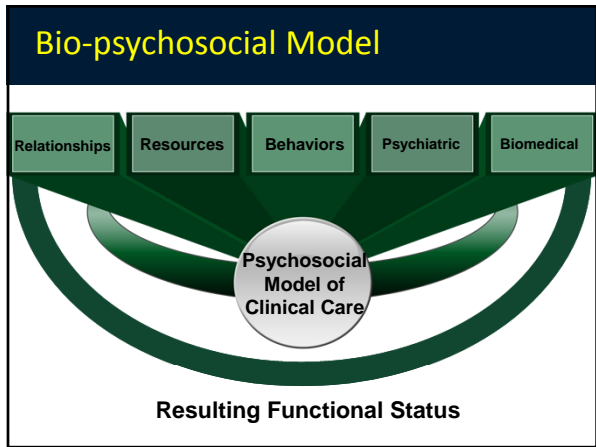 Bio-psychosocial Model
Relationships Resources Behaviors Psychiatric Biomedical
Psychosocial
Model of
Clinical Care
Resulting Functional Status